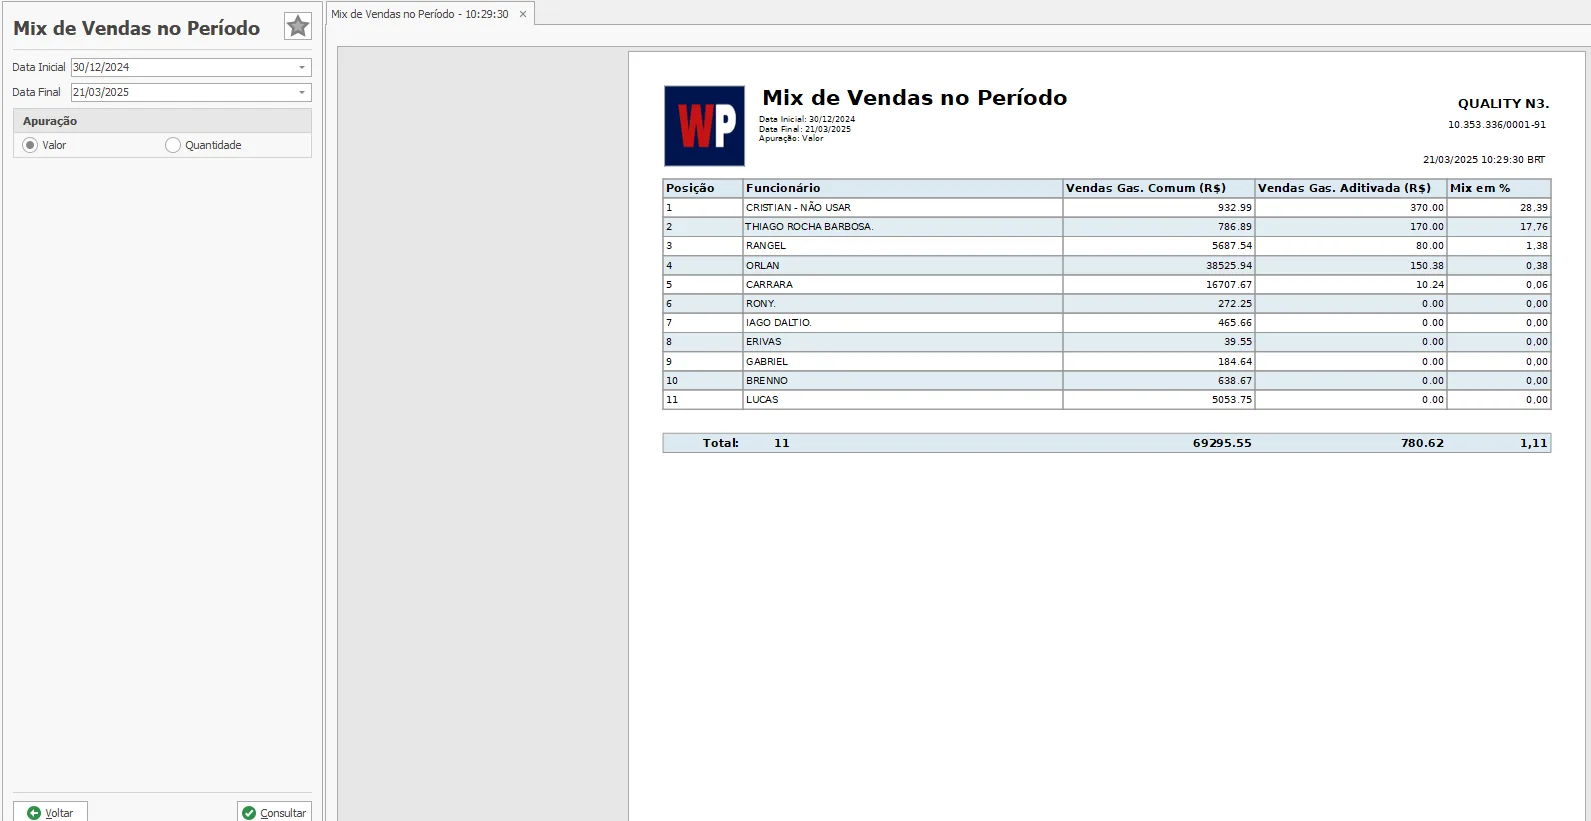 Mix de Vendas no Período
Data Inicial 30/12/2024
Data Final 21/03/2025
Apuração
Valor Quantidade
Voltar Consultar
Mix de Vendas no Período - 10:29:30 ×
WP
Mix de Vendas no Período
Data Inicial: 30/12/2024
Data Final: 21/03/2025
Apuração: Valor
QUALITY N3.
10.353.336/0001-91
21/03/2025 10:29:30 BRT
Posição Funcionário Vendas Gas. Comum (R$) Vendas Gas. Aditivada (R$) Mix em %
1 CRISTIAN - NÃO USAR 932.99 370.00 28,39
2 THIAGO ROCHA BARBOSA. 786.89 170.00 17,76
3 RANGEL 5687.54 80.00 1,38
4 ORLAN 38525.94 150.38 0,38
5 CARRARA 16707.67 10.24 0,06
6 RONY. 272.25 0.00 0,00
7 IAGO DALTIO. 465.66 0.00 0,00
8 ERIVAS 39.55 0.00 0,00
9 GABRIEL 184.64 0.00 0,00
10 BRENNO 638.67 0.00 0,00
11 LUCAS 5053.75 0.00 0,00
Total: 11 69295.55 780.62 1,11